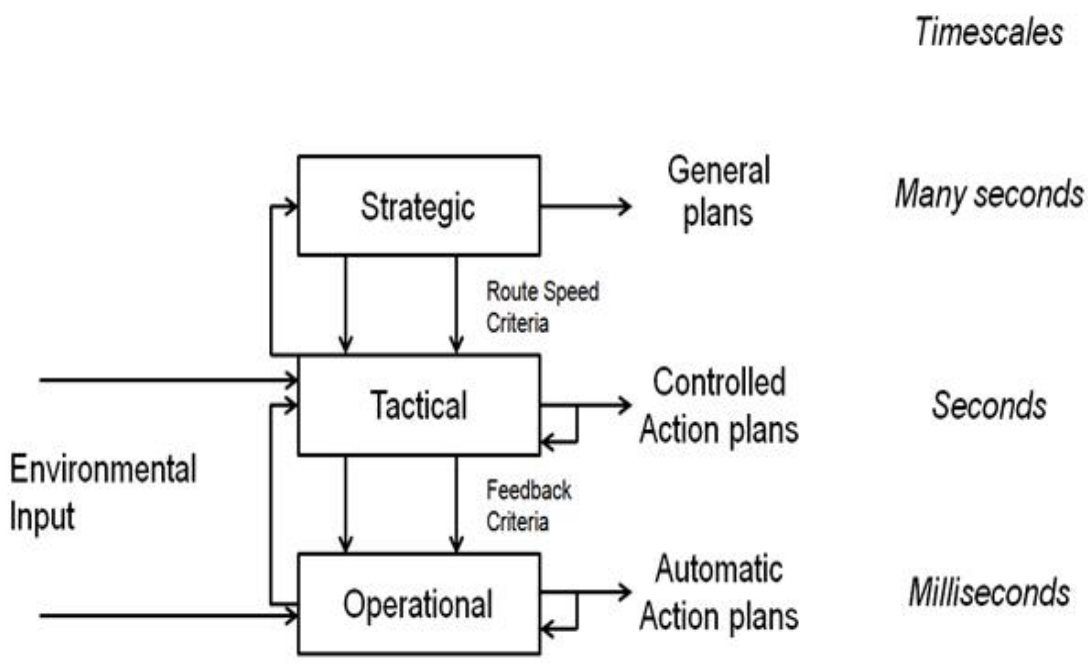 Timescales
General
plans
Many seconds
Strategic
Route Speed
Criteria
Controlled
Action plans
Seconds
Tactical
Environmental
Input
Feedback
Criteria
Automatic
Action plans
Milliseconds
Operational